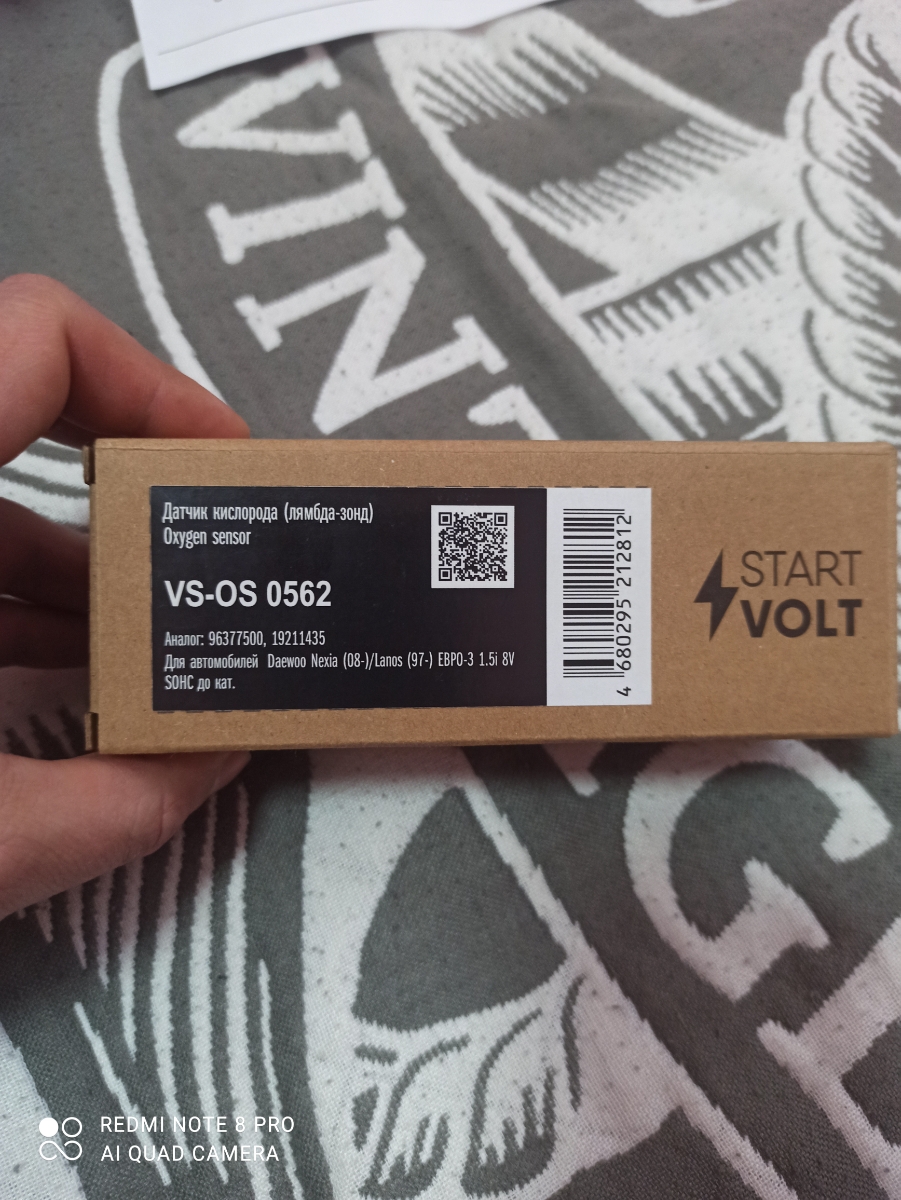 VIN
Датчик кислорода (лямбда-зонд)
Oxygen sensor
VS-OS 0562
Аналог: 96377500, 19211435
Для автомобилей Daewoo Nexia (08-)/Lanos (97-) ЕВРО-3 1.5i 8V
SOHC до кат.
4 680295 212812
START
VOLT
REDMI NOTE 8 PRO
AI QUAD CAMERA